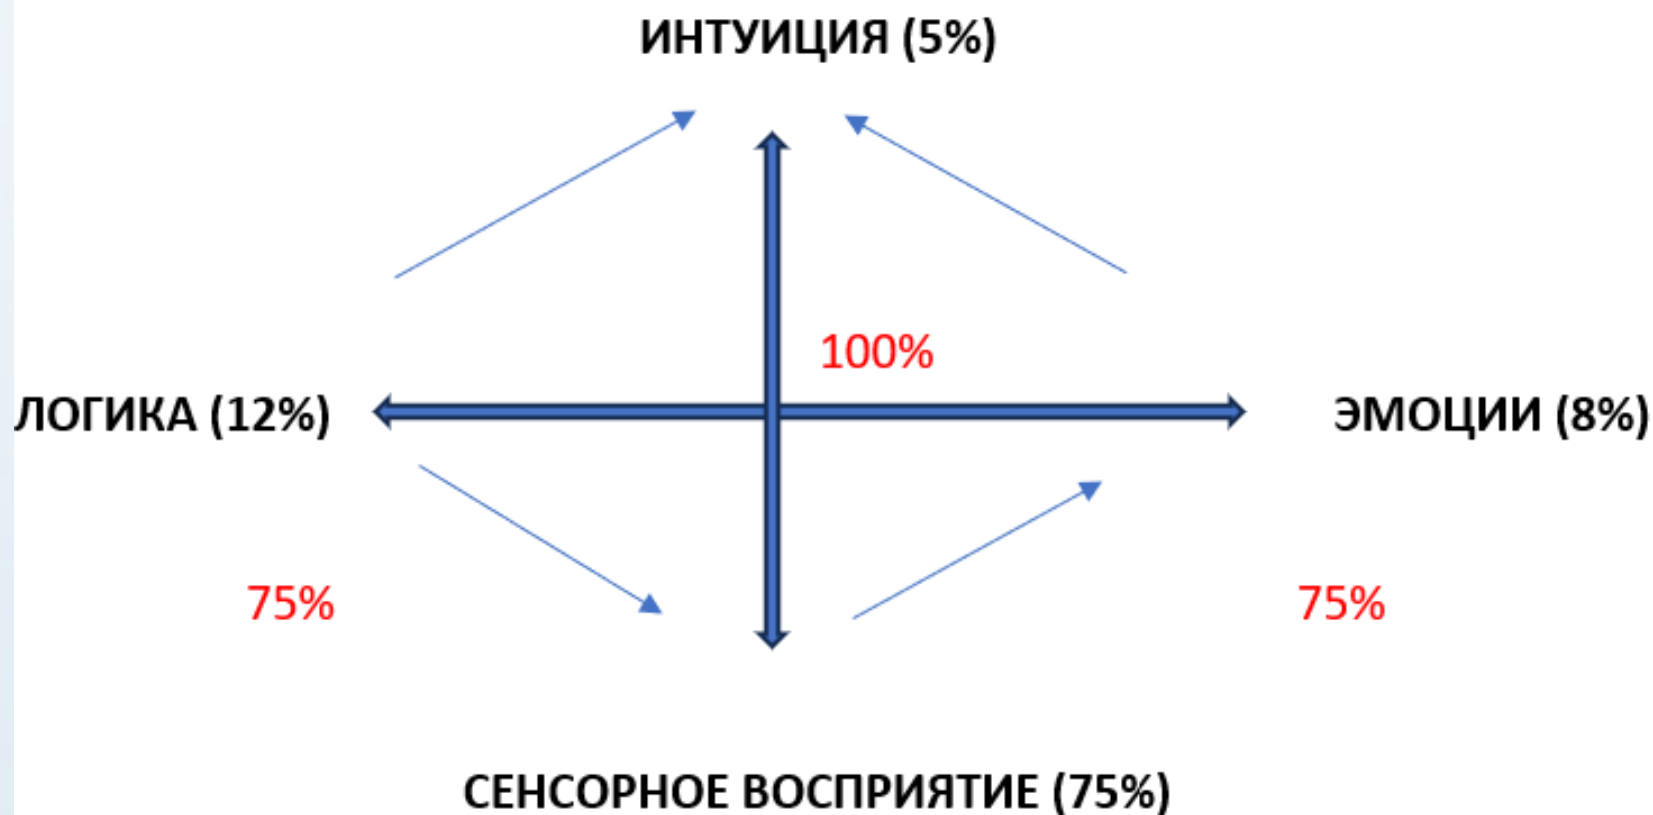 ИНТУИЦИЯ (5%)
100%
ЛОГИКА (12%)
ЭМОЦИИ (8%)
75%
75%
СЕНСОРНОЕ ВОСПРИЯТИЕ (75%)